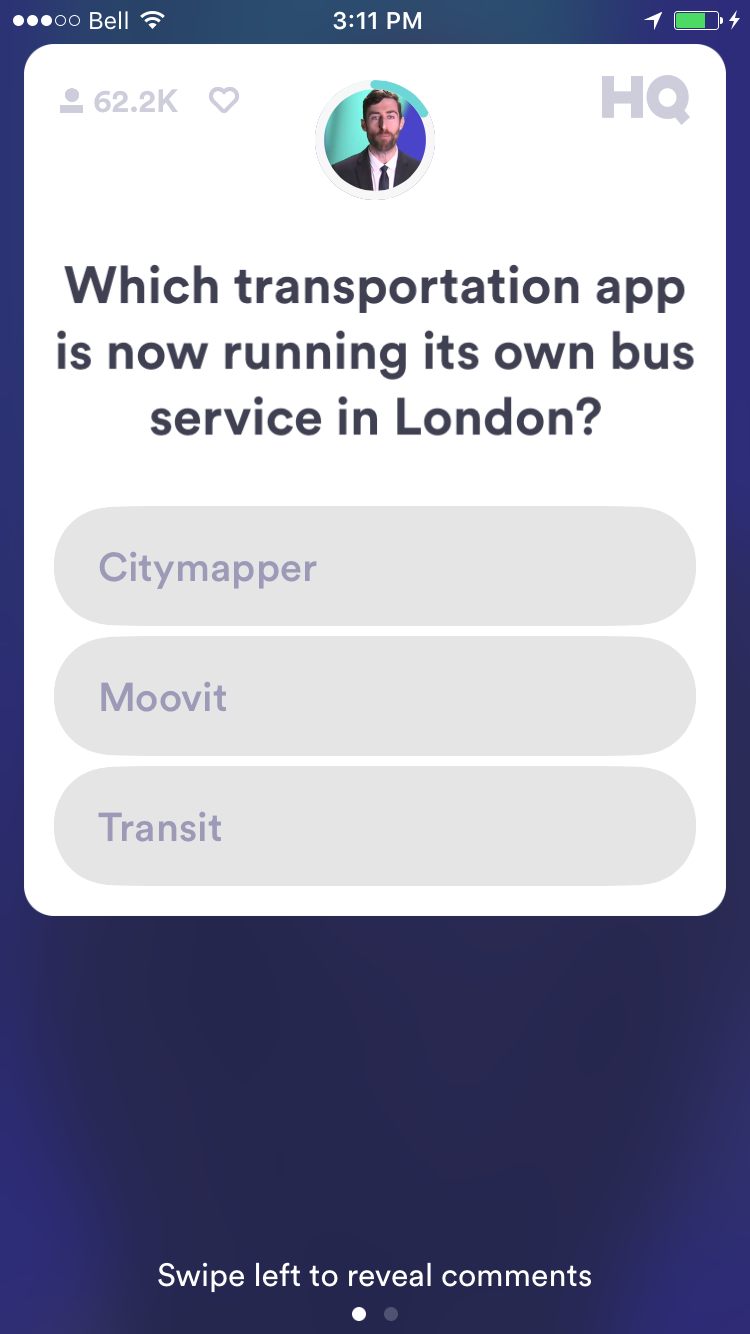 Bell 3:11 PM
62.2K HQ
Which transportation app
is now running its own bus
service in London?
Citymapper
Moovit
Transit
Swipe left to reveal comments